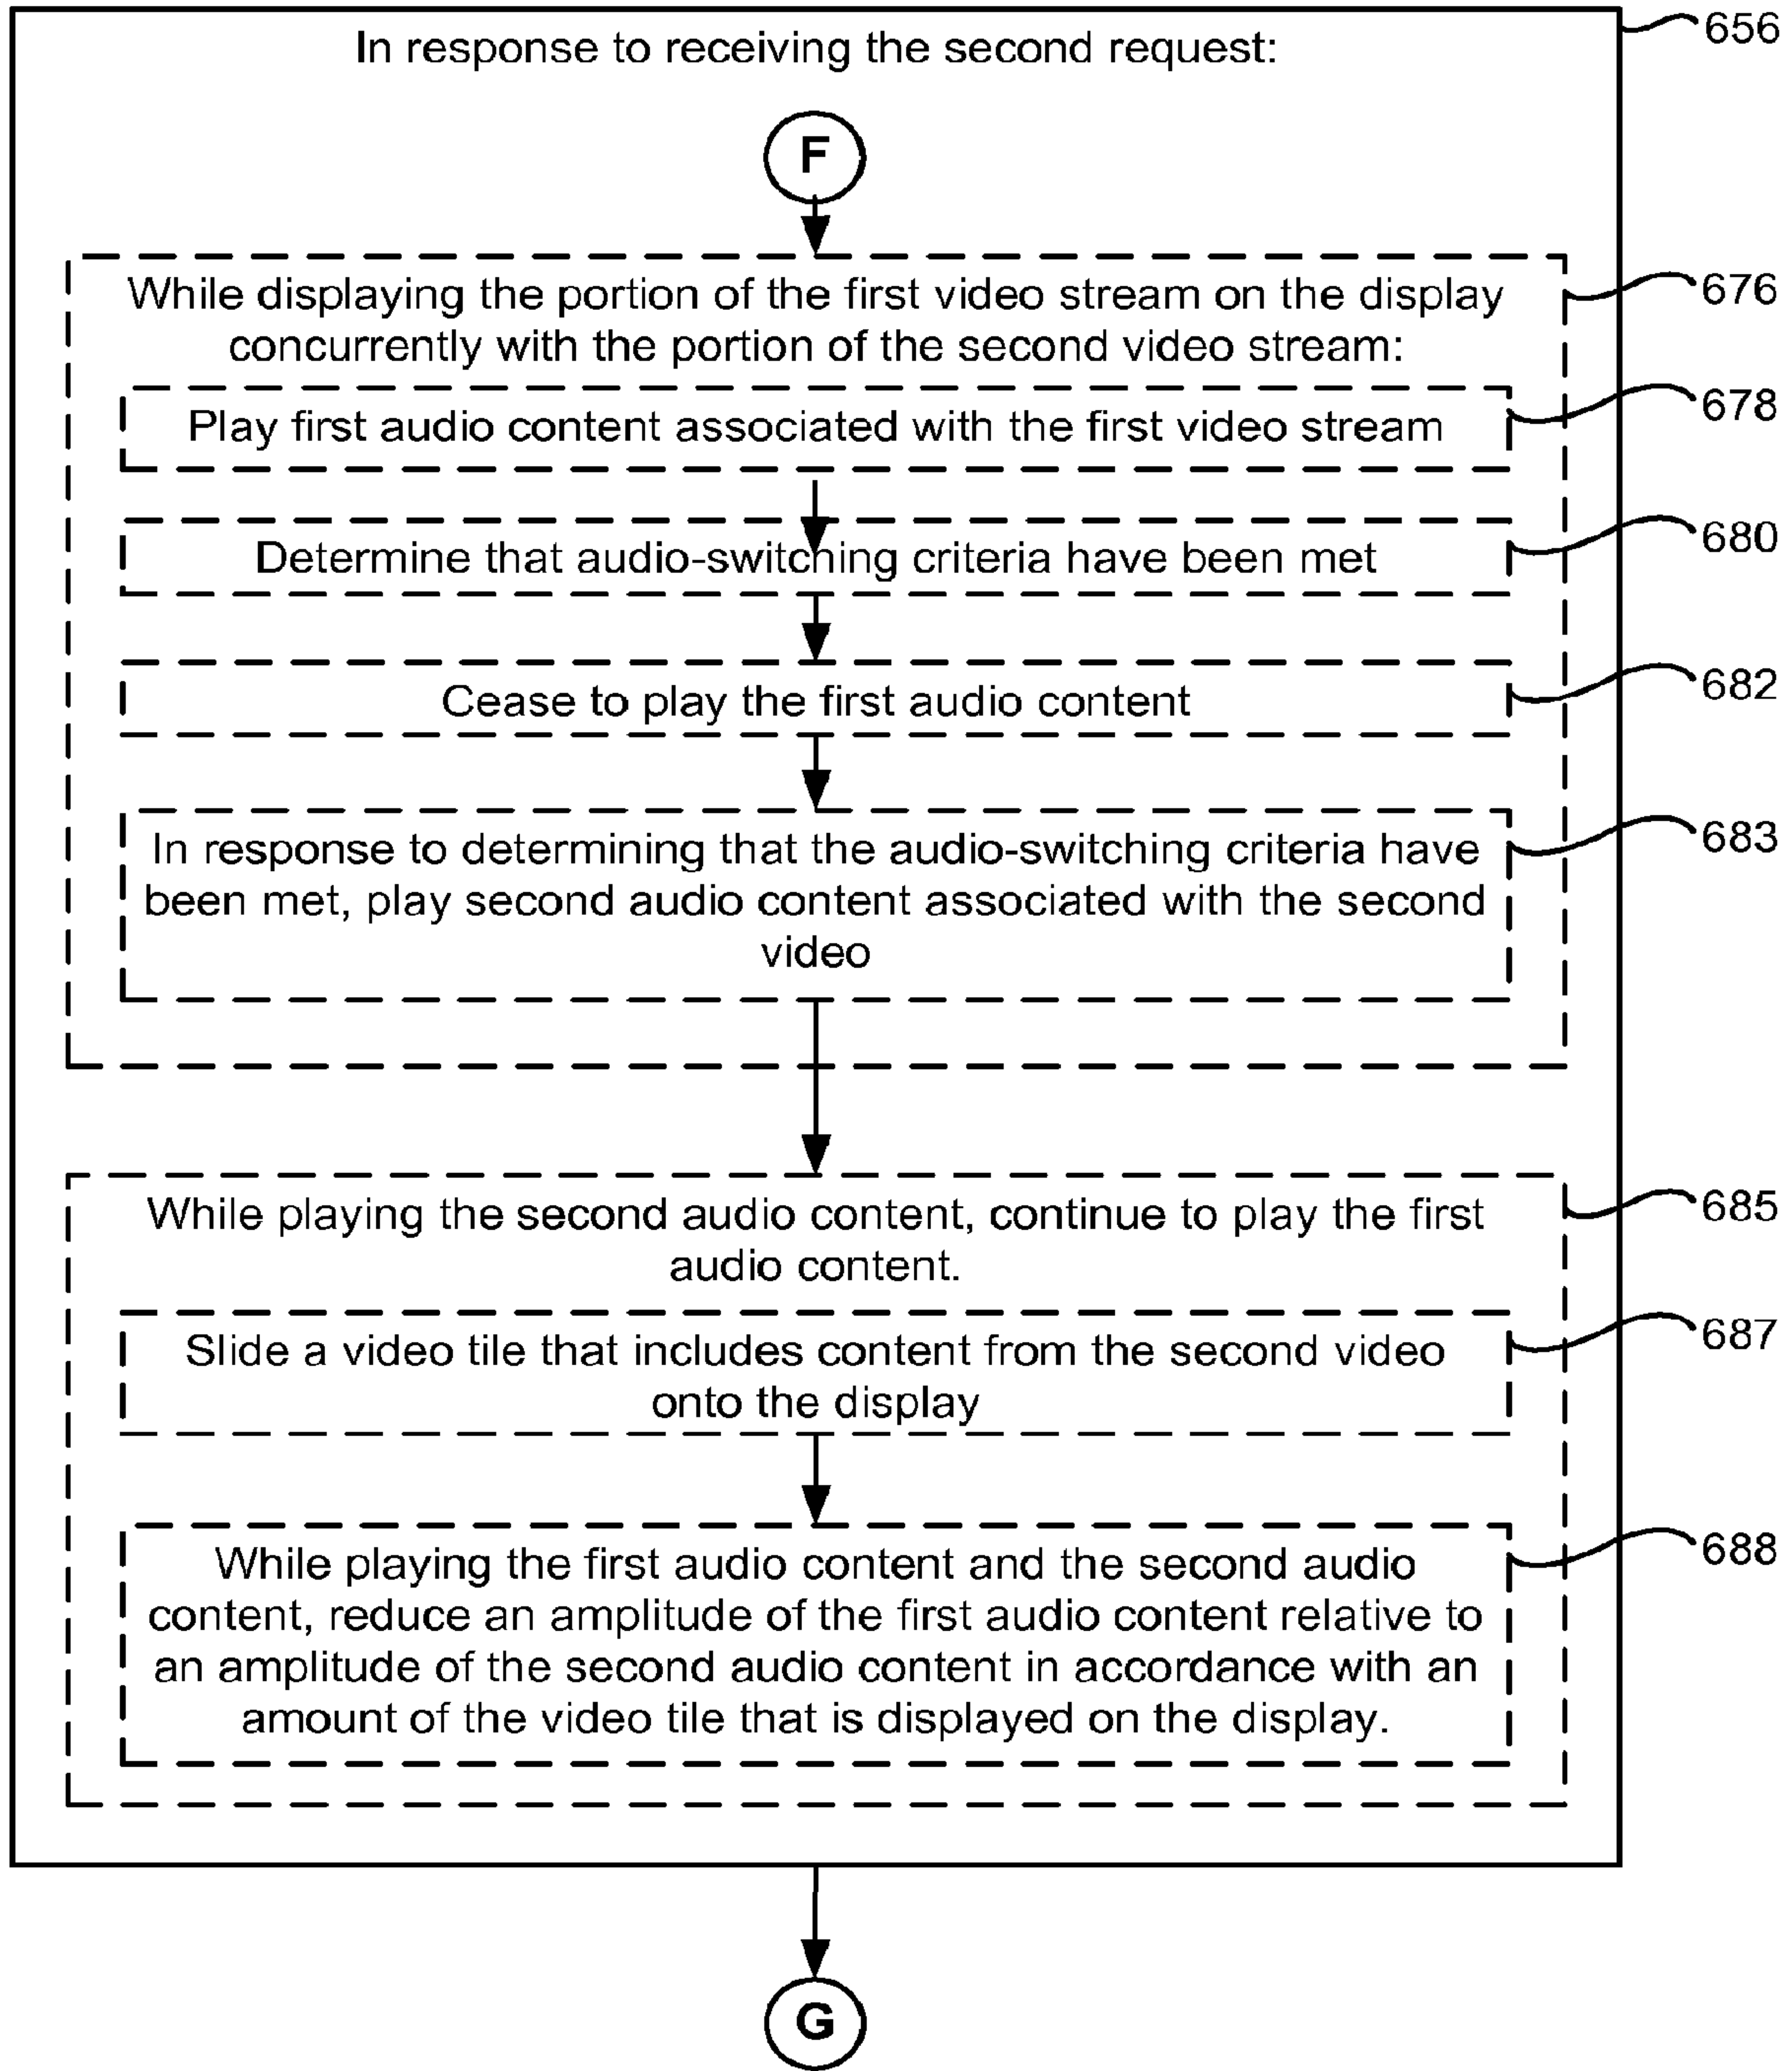 In response to receiving the second request:
656
F
While displaying the portion of the first video stream on the display
concurrently with the portion of the second video stream:
676
Play first audio content associated with the first video stream
678
Determine that audio-switching criteria have been met
680
Cease to play the first audio content
682
In response to determining that the audio-switching criteria have
been met, play second audio content associated with the second
video
683
While playing the second audio content, continue to play the first
audio content.
685
Slide a video tile that includes content from the second video
onto the display
687
While playing the first audio content and the second audio
content, reduce an amplitude of the first audio content relative to
an amplitude of the second audio content in accordance with an
amount of the video tile that is displayed on the display.
688
G